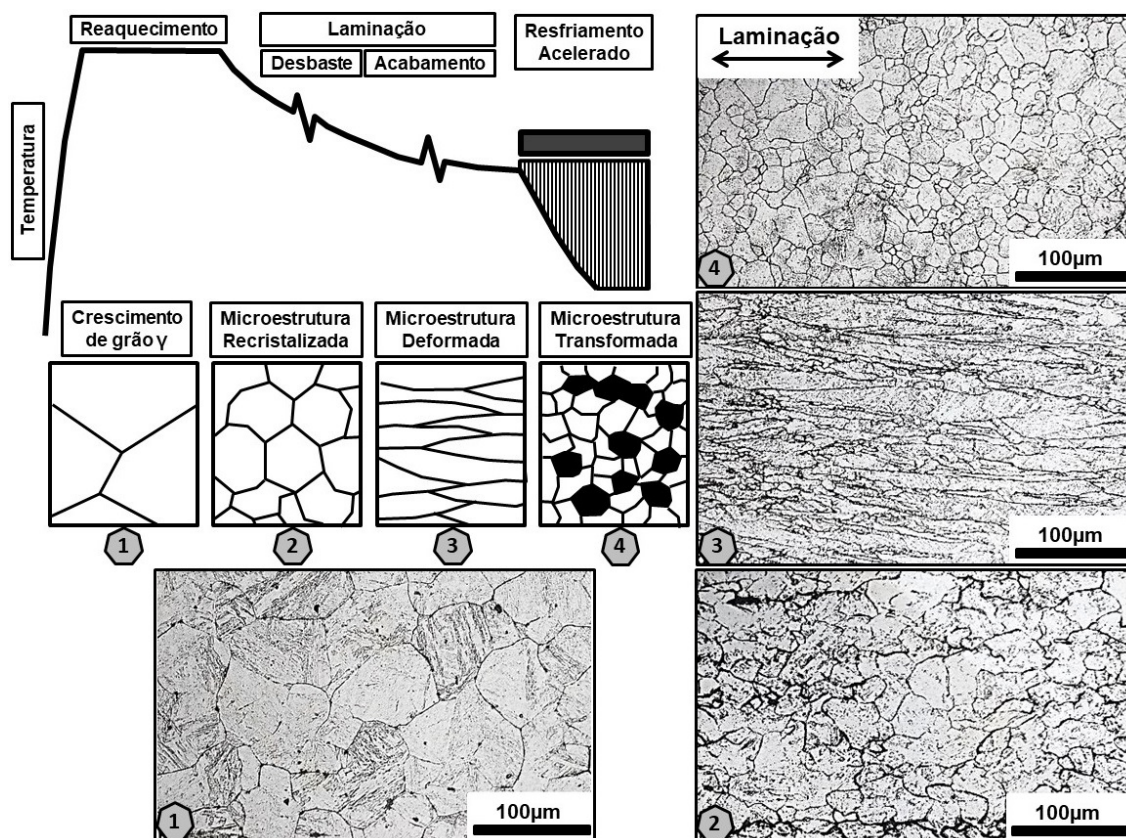 Reaquecimento
Laminação
Desbaste
Acabamento
Resfriamento
Acelerado
Temperatura
Laminação
100µm
4
Crescimento
de grão γ
Microestrutura
Recristalizada
Microestrutura
Deformada
Microestrutura
Transformada
1
2
3
4
100µm
3
100µm
1
100µm
2